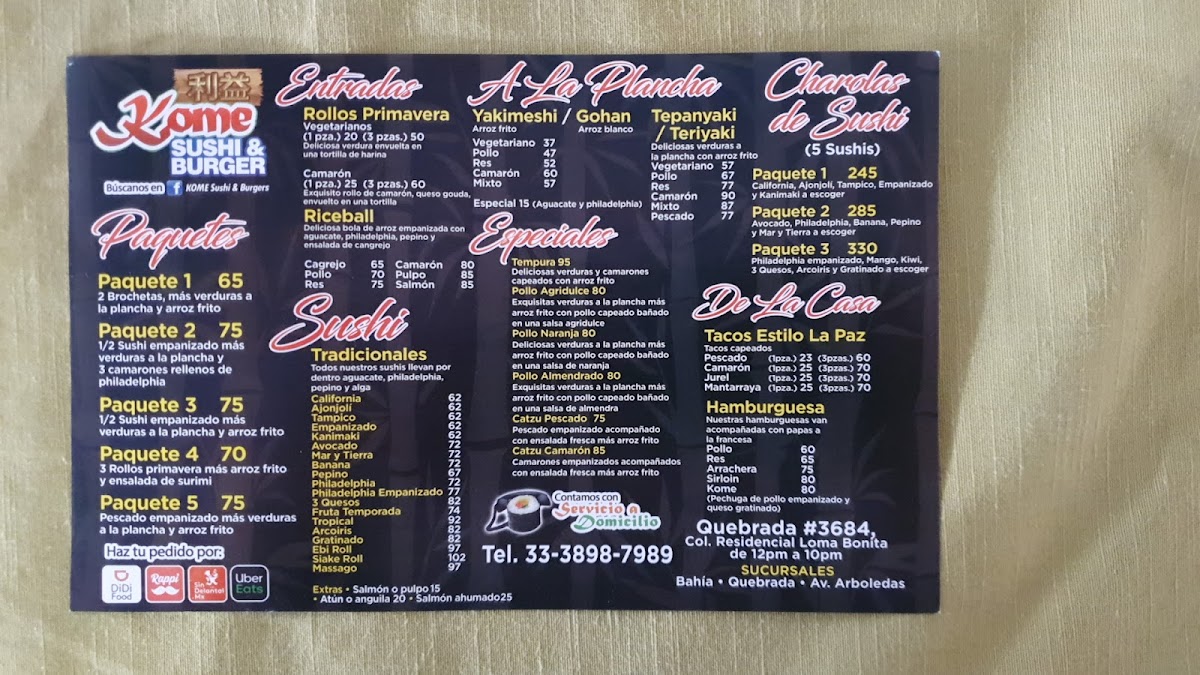 利益
Kome
SUSHI &
BURGER
Búscanos en f KOME Sushi & Burgers
Paquetes
Paquete 1 65
2 Brochetas, más verduras a
la plancha y arroz frito
Paquete 2 75
1/2 Sushi empanizado más
verduras a la plancha y
3 camarones rellenos de
philadelphia
Paquete 3 75
1/2 Sushi empanizado más
verduras a la plancha y arroz frito
Paquete 4 70
3 Rollos primavera más arroz frito
y ensalada de surimi
Paquete 5 75
Pescado empanizado más verduras
a la plancha y arroz frito
Haz tu pedido por:
DiDi
Food
Rappi
Sin
Delantal
.Mx
Uber
Eats
Entradas
Rollos Primavera
Vegetarianos
(1 pza.) 20 (3 pzas.) 50
Deliciosa verdura envuelta en
una tortilla de harina
Camarón
(1 pza.) 25 (3 pzas.) 60
Exquisito rollo de camarón, queso gouda,
envuelto en una tortilla
Riceball
Deliciosa bola de arroz empanizada con
aguacate, philadelphia, pepino y
ensalada de cangrejo
Cagrejo 65 Camarón 80
Pollo 70 Pulpo 85
Res 75 Salmón 85
Sushi
Tradicionales
Todos nuestros sushis llevan por
dentro aguacate, philadelphia,
pepino y alga
California 62
Ajonjolí 62
Tampico 62
Empanizado 62
Kanimaki 62
Avocado 72
Mar y Tierra 72
Banana 72
Pepino 67
Philadelphia 72
Philadelphia Empanizado 77
3 Quesos 82
Fruta Temporada 74
Tropical 92
Arcoiris 82
Gratinado 82
Ebi Roll 97
Siake Roll 102
Massago 97
Extras • Salmón o pulpo 15
• Atún o anguila 20 • Salmón ahumado 25
A La Plancha
Yakimeshi / Gohan
Arroz frito Arroz blanco
Vegetariano 37
Pollo 47
Res 52
Camarón 60
Mixto 57
Especial 15 (Aguacate y philadelphia)
Tepanyaki
/ Teriyaki
Deliciosas verduras a
la plancha con arroz frito
Vegetariano 57
Pollo 67
Res 77
Camarón 90
Mixto 87
Pescado 77
Especiales
Tempura 95
Deliciosas verduras y camarones
capeados con arroz frito
Pollo Agridulce 80
Exquisitas verduras a la plancha más
arroz frito con pollo capeado bañado
en una salsa agridulce
Pollo Naranja 80
Deliciosas verduras a la plancha más
arroz frito con pollo capeado bañado
en una salsa de naranja
Pollo Almendrado 80
Exquisitas verduras a la plancha más
arroz frito con pollo capeado bañado
en una salsa de almendra
Catzu Pescado 75
Pescado empanizado acompañado
con ensalada fresca más arroz frito
Catzu Camarón 85
Camarones empanizados acompañados
con ensalada fresca más arroz frito
Contamos con
Servicio a
Domicilio
Tel. 33-3898-7989
Charolas
de Sushi
(5 Sushis)
Paquete 1 245
California, Ajonjolí, Tampico, Empanizado
y Kanimaki a escoger
Paquete 2 285
Avocado, Philadelphia, Banana, Pepino
y Mar y Tierra a escoger
Paquete 3 330
Philadelphia empanizado, Mango, Kiwi,
3 Quesos, Arcoiris y Gratinado a escoger
De La Casa
Tacos Estilo La Paz
Tacos capeados
Pescado (1pza.) 23 (3pzas.) 60
Camarón (1pza.) 25 (3pzas.) 70
Jurel (1pza.) 25 (3pzas.) 70
Mantarraya (1pza.) 25 (3pzas.) 70
Hamburguesa
Nuestras hamburguesas van
acompañadas con papas a
la francesa
Pollo 60
Res 65
Arrachera 75
Sirloin 80
Kome 80
(Pechuga de pollo empanizado y
queso gratinado)
Quebrada #3684,
Col. Residencial Loma Bonita
de 12pm a 10pm
SUCURSALES
Bahía • Quebrada • Av. Arboledas